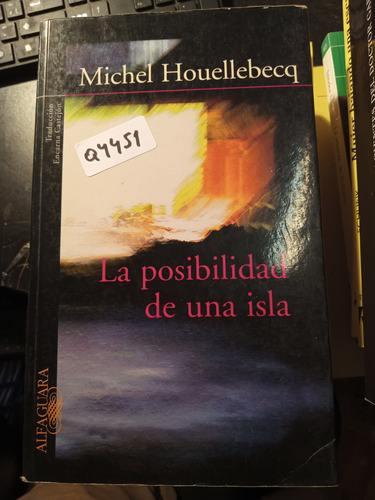 Michel Houellebecq
Traducción
Encarna Castejón
Q4451
La posibilidad
de una isla
ALFAGUARA